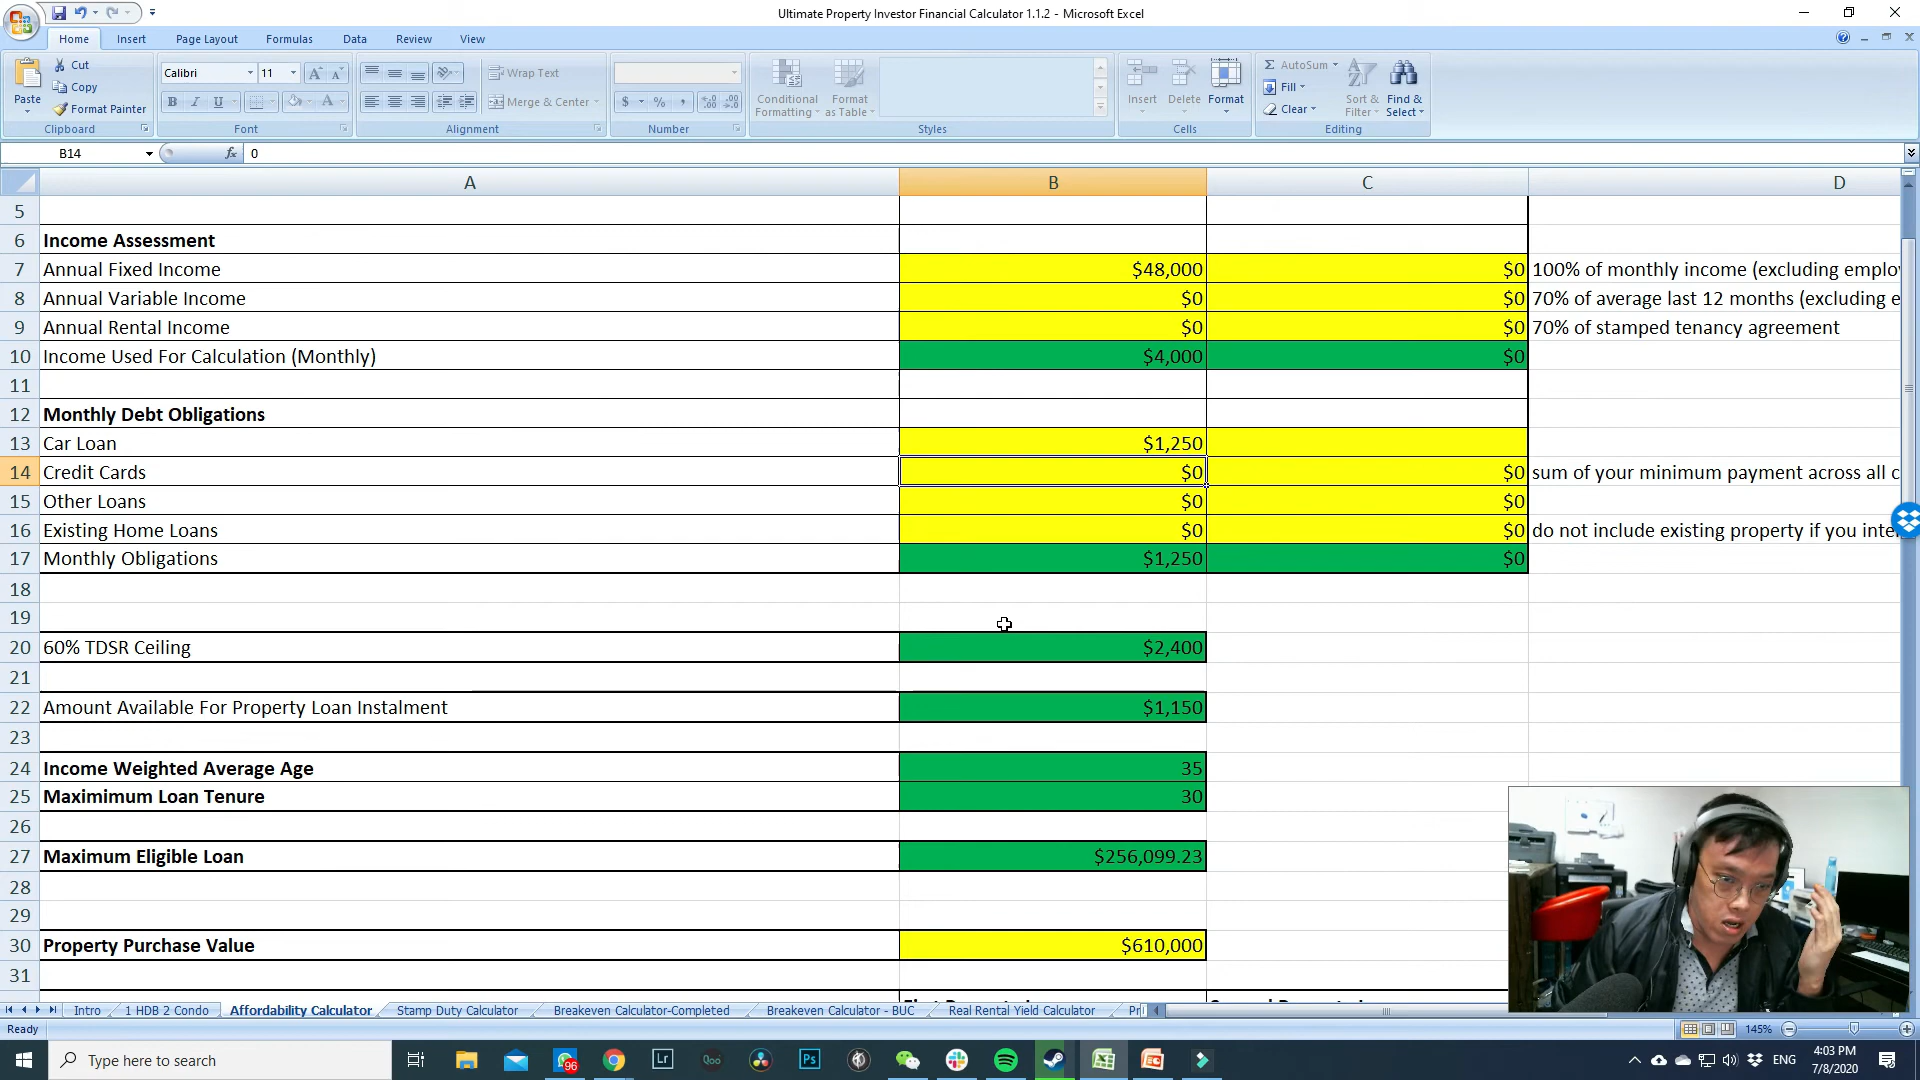 Ultimate Property Investor Financial Calculator 1.1.2 - Microsoft Excel
Home Insert Page Layout Formulas Data Review View
Cut
Copy
Format Painter
Paste
Calibri 11
Wrap Text
Merge & Center
Conditional Formatting
Format as Table
Insert Delete Format
AutoSum
Fill
Clear
Sort & Filter
Find & Select
Clipboard Font Alignment Number Styles Cells Editing
B14 fx 0
A B C D
5
6 Income Assessment
7 Annual Fixed Income $48,000 $0 100% of monthly income (excluding emplo
8 Annual Variable Income $0 $0 70% of average last 12 months (excluding e
9 Annual Rental Income $0 $0 70% of stamped tenancy agreement
10 Income Used For Calculation (Monthly) $4,000 $0
11
12 Monthly Debt Obligations
13 Car Loan $1,250
14 Credit Cards $0 $0 sum of your minimum payment across all c
15 Other Loans $0 $0
16 Existing Home Loans $0 $0 do not include existing property if you inte
17 Monthly Obligations $1,250 $0
18
19
20 60% TDSR Ceiling $2,400
21
22 Amount Available For Property Loan Instalment $1,150
23
24 Income Weighted Average Age 35
25 Maximimum Loan Tenure 30
26
27 Maximum Eligible Loan $256,099.23
28
29
30 Property Purchase Value $610,000
31
Intro 1 HDB 2 Condo Affordability Calculator Stamp Duty Calculator Breakeven Calculator-Completed Breakeven Calculator - BUC Real Rental Yield Calculator Pr
Ready 145%
Type here to search
96
Lr
Qoo
Ps
ENG
4:03 PM
7/8/2020